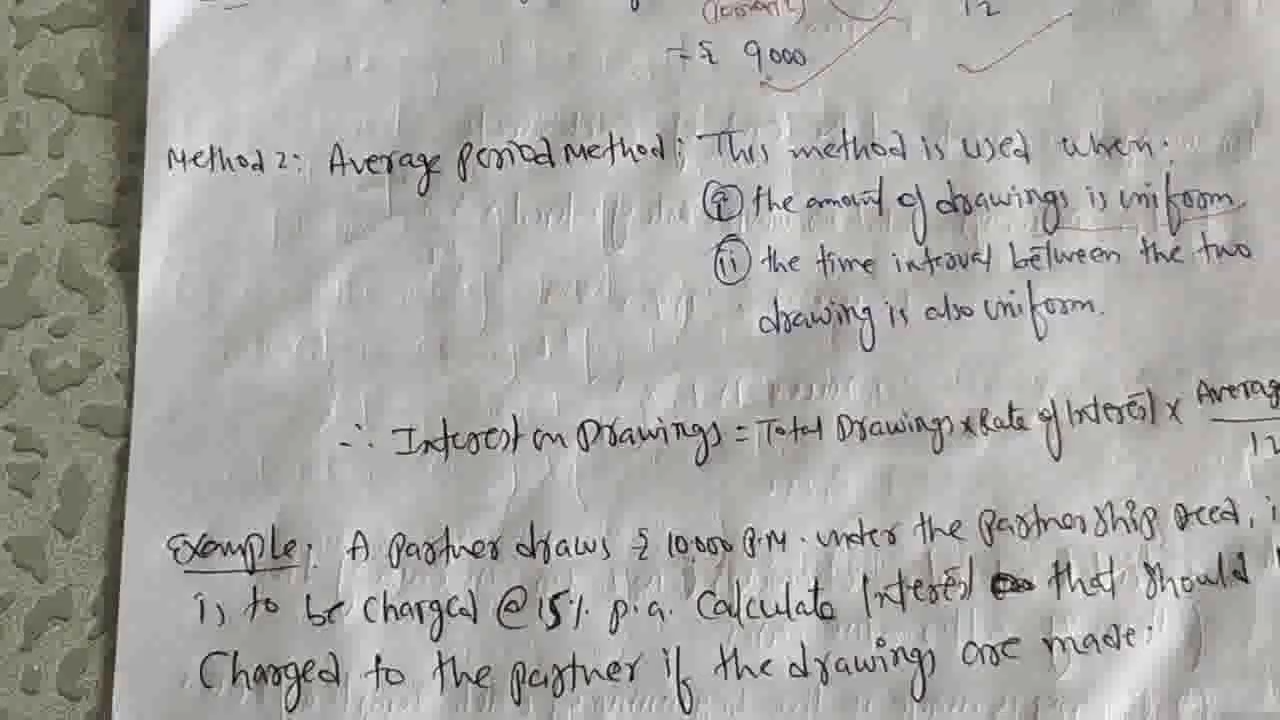 12
= ₹ 9000
Method 2: Average period Method: This method is used when:
(i) the amount of drawings is uniform.
(ii) the time interval between the two
drawing is also uniform.
∴ Interest on Drawings = Total Drawings x Rate of Interest x Average
12
Example: A partner draws ₹ 10000 P.M. under the partnership deed, i
is to be charged @ 15% p.a. Calculate Interest that should
Charged to the partner if the drawings are made: